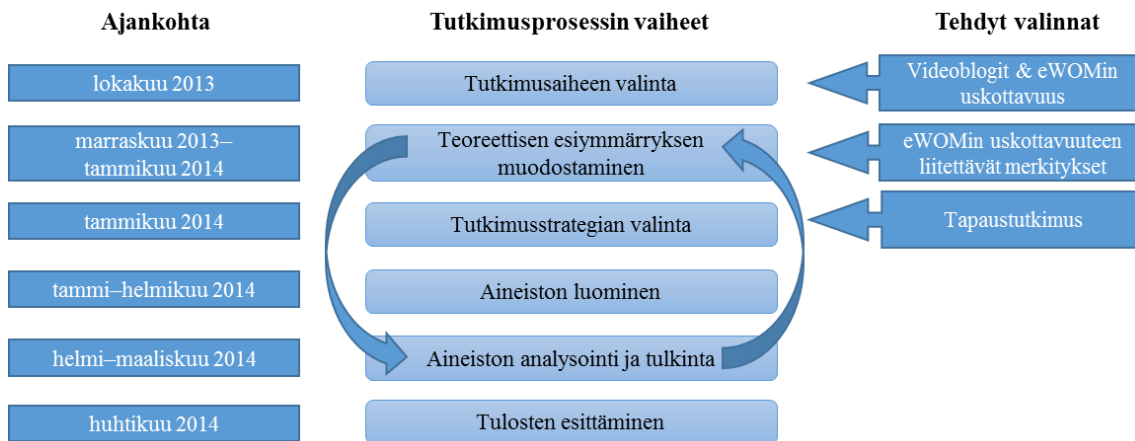 Ajankohta
Tutkimusprosessin vaiheet
Tehdyt valinnat
lokakuu 2013
Tutkimusaiheen valinta
Videoblogit & eWOMin
uskottavuus
marraskuu 2013–
tammikuu 2014
Teoreettisen esiymmärryksen
muodostaminen
eWOMin uskottavuuteen
liitettävät merkitykset
tammikuu 2014
Tutkimusstrategian valinta
Tapaustutkimus
tammi–helmikuu 2014
Aineiston luominen
helmi–maaliskuu 2014
Aineiston analysointi ja tulkinta
huhtikuu 2014
Tulosten esittäminen